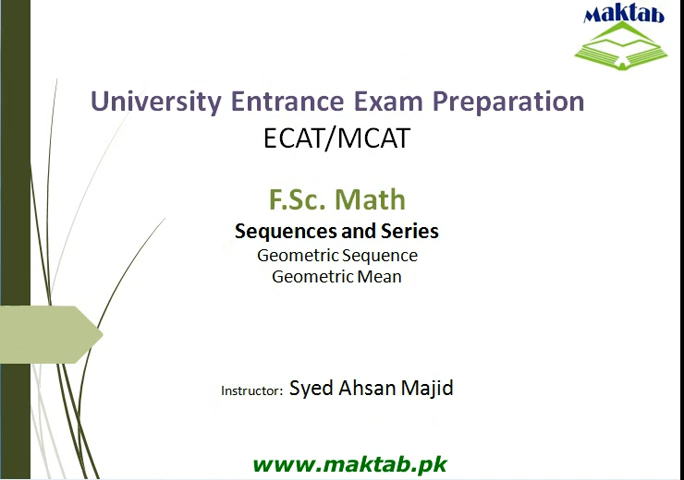 Maktab
University Entrance Exam Preparation
ECAT/MCAT
F.Sc. Math
Sequences and Series
Geometric Sequence
Geometric Mean
Instructor: Syed Ahsan Majid
www.maktab.pk